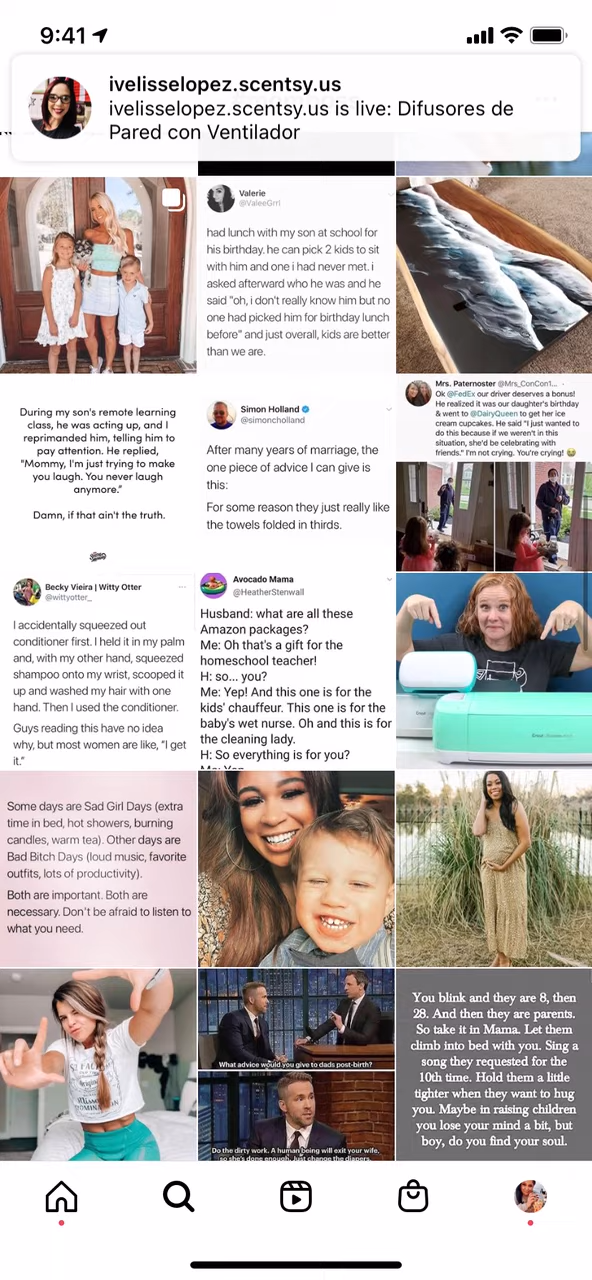 9:41
ivelisselopez.scentsy.us
ivelisselopez.scentsy.us is live: Difusores de
Pared con Ventilador
Valerie
@ValeeGrrl
had lunch with my son at school for
his birthday. he can pick 2 kids to sit
with him and one i had never met. i
asked afterward who he was and he
said "oh, i don't really know him but no
one had picked him for birthday lunch
before" and just overall, kids are better
than we are.
During my son's remote learning
class, he was acting up, and I
reprimanded him, telling him to
pay attention. He replied,
"Mommy, I'm just trying to make
you laugh. You never laugh
anymore."
Damn, if that ain't the truth.
Simon Holland
@simoncholland
After many years of marriage, the
one piece of advice I can give is
this:
For some reason they just really like
the towels folded in thirds.
Mrs. Paternoster @Mrs_ConCon1... ·
Ok @FedEx our driver deserves a bonus!
He realized it was our daughter's birthday
& went to @DairyQueen to get her ice
cream cupcakes. He said "I just wanted to
do this because if we weren't in this
situation, she'd be celebrating with
friends." I'm not crying. You're crying! 😭
Becky Vieira | Witty Otter
@wittyotter_
I accidentally squeezed out
conditioner first. I held it in my palm
and, with my other hand, squeezed
shampoo onto my wrist, scooped it
up and washed my hair with one
hand. Then I used the conditioner.
Guys reading this have no idea
why, but most women are like, "I get
it."
Avocado Mama
@HeatherStenwall
Husband: what are all these
Amazon packages?
Me: Oh that's a gift for the
homeschool teacher!
H: so... you?
Me: Yep! And this one is for the
kids' chauffeur. This one is for the
baby's wet nurse. Oh and this is for
the cleaning lady.
H: So everything is for you?
Some days are Sad Girl Days (extra
time in bed, hot showers, burning
candles, warm tea). Other days are
Bad Bitch Days (loud music, favorite
outfits, lots of productivity).
Both are important. Both are
necessary. Don't be afraid to listen to
what you need.
What advice would you give to dads post-birth?
Do the dirty work. A human being will exit your wife,
so she's done enough. Just change the diapers.
You blink and they are 8, then
28. And then they are parents.
So take it in Mama. Let them
climb into bed with you. Sing a
song they requested for the
10th time. Hold them a little
tighter when they want to hug
you. Maybe in raising children
you lose your mind a bit, but
boy, do you find your soul.